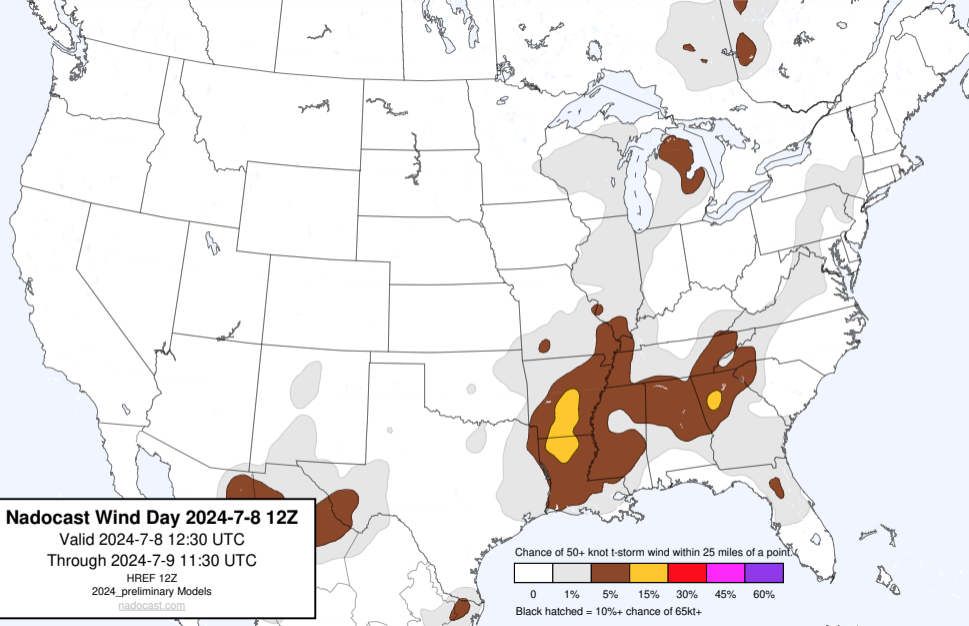 Nadocast Wind Day 2024-7-8 12Z
Valid 2024-7-8 12:30 UTC
Through 2024-7-9 11:30 UTC
HREF 12Z
2024_preliminary Models
nadocast.com
Chance of 50+ knot t-storm wind within 25 miles of a point.
0 1% 5% 15% 30% 45% 60%
Black hatched = 10%+ chance of 65kt+